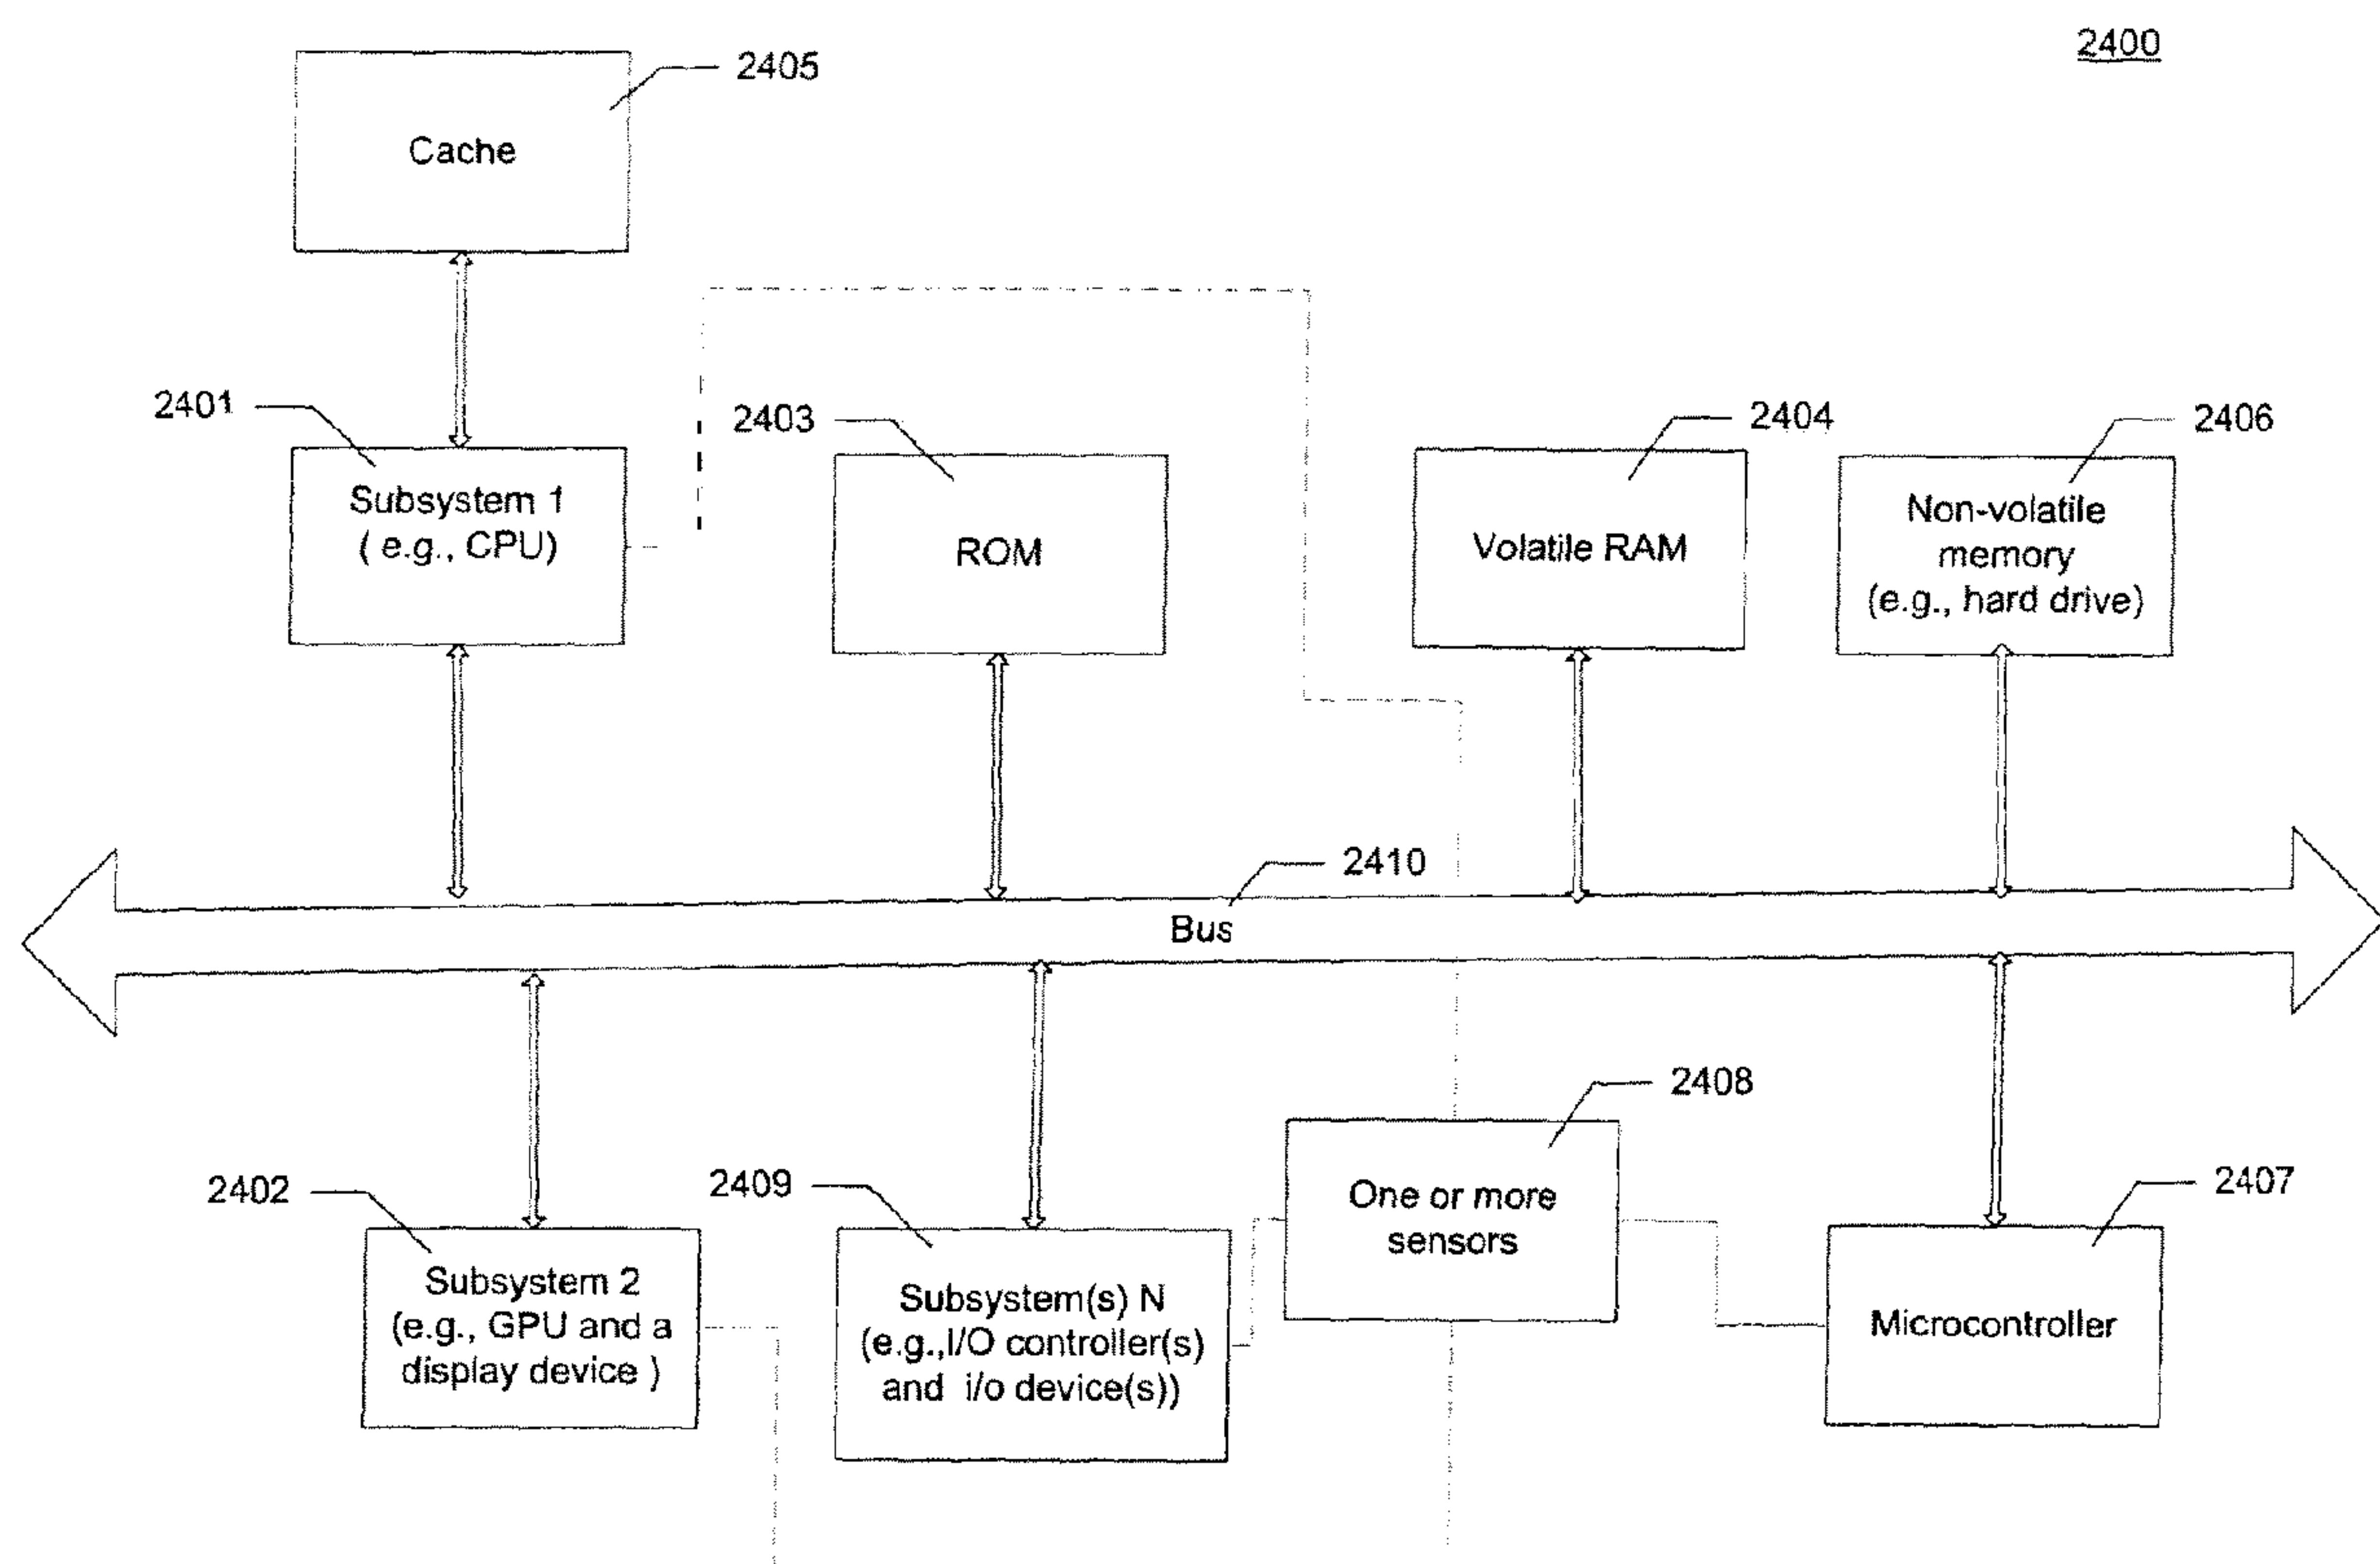 2400
2405
Cache
2401
2403
2404
2406
Subsystem 1
( e.g., CPU)
ROM
Volatile RAM
Non-volatile
memory
(e.g., hard drive)
2410
Bus
2408
2402
2409
2407
One or more
sensors
Subsystem 2
(e.g., GPU and a
display device )
Subsystem(s) N
(e.g.,I/O controller(s)
and i/o device(s))
Microcontroller